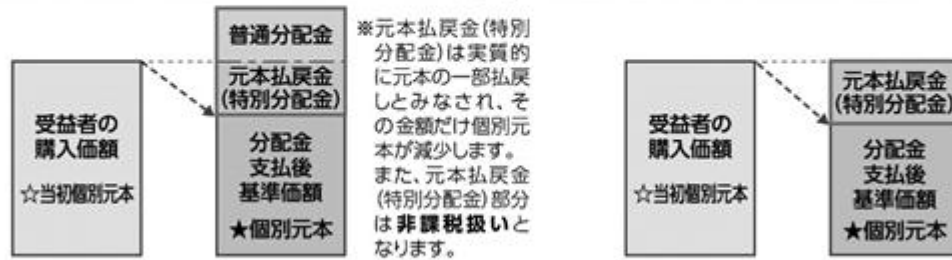 受益者の
購入価額
☆当初個別元本
普通分配金
元本払戻金
(特別分配金)
分配金
支払後
基準価額
★個別元本
※元本払戻金(特別
分配金)は実質的
に元本の一部払戻
しとみなされ、そ
の金額だけ個別元
本が減少します。
また、元本払戻金
(特別分配金)部分
は非課税扱いと
なります。
受益者の
購入価額
☆当初個別元本
元本払戻金
(特別分配金)
分配金
支払後
基準価額
★個別元本